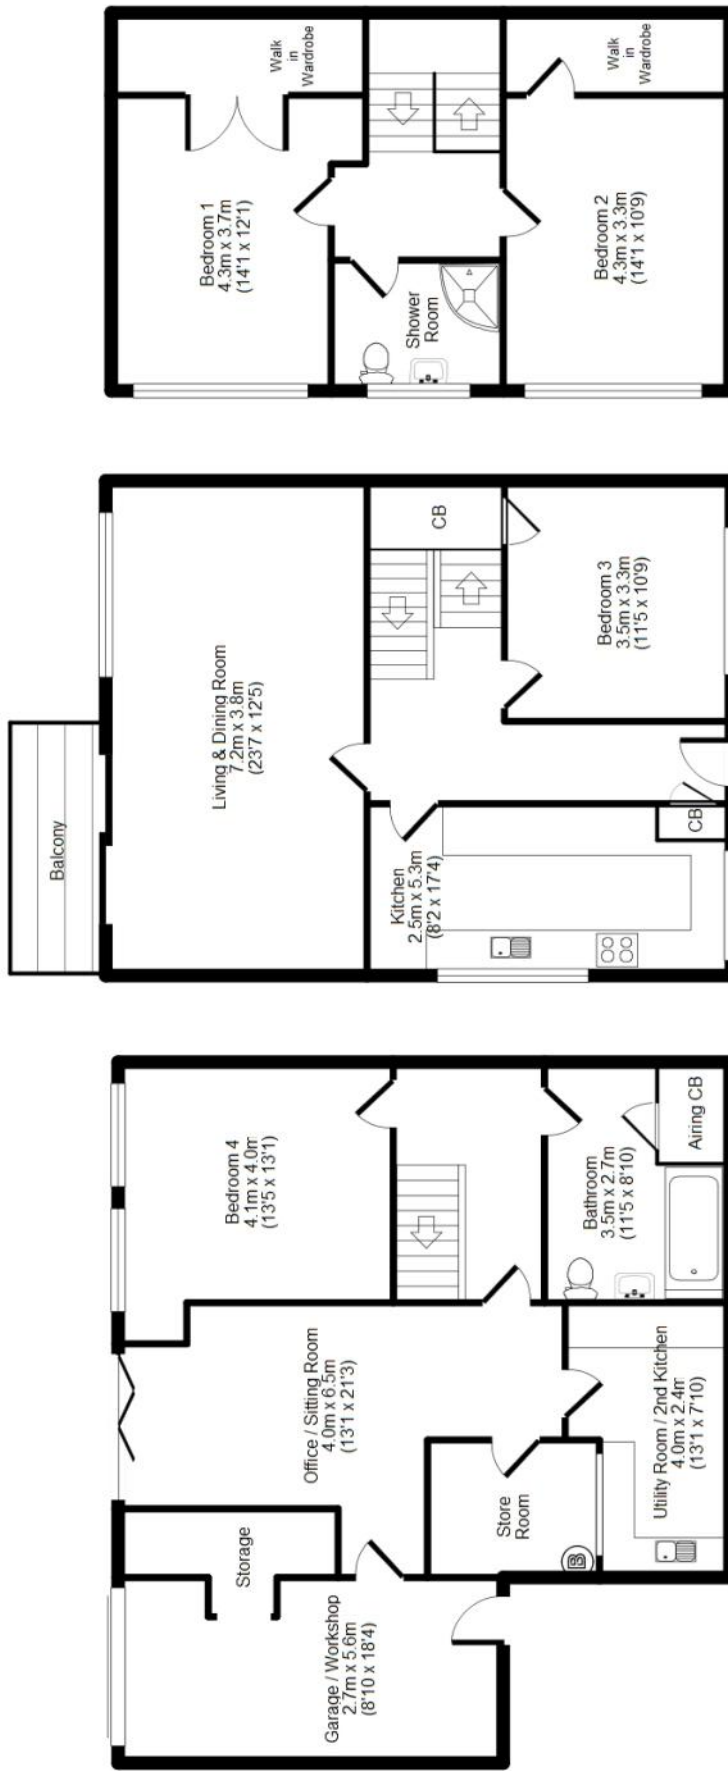 Walk
in
Wardrobe
Walk
in
Wardrobe
Bedroom 1
4.3m x 3.7m
(14'1 x 12'1)
Bedroom 2
4.3m x 3.3m
(14'1 x 10'9)
Shower
Room
Balcony
Living & Dining Room
7.2m x 3.8m
(23'7 x 12'5)
CB
Bedroom 3
3.5m x 3.3m
(11'5 x 10'9)
Kitchen
2.5m x 5.3m
(8'2 x 17'4)
CB
Bedroom 4
4.1m x 4.0m
(13'5 x 13'1)
Bathroom
3.5m x 2.7m
(11'5 x 8'10)
Airing CB
Office / Sitting Room
4.0m x 6.5m
(13'1 x 21'3)
Utility Room / 2nd Kitchen
4.0m x 2.4m
(13'1 x 7'10)
Store
Room
B
Storage
Garage / Workshop
2.7m x 5.6m
(8'10 x 18'4)